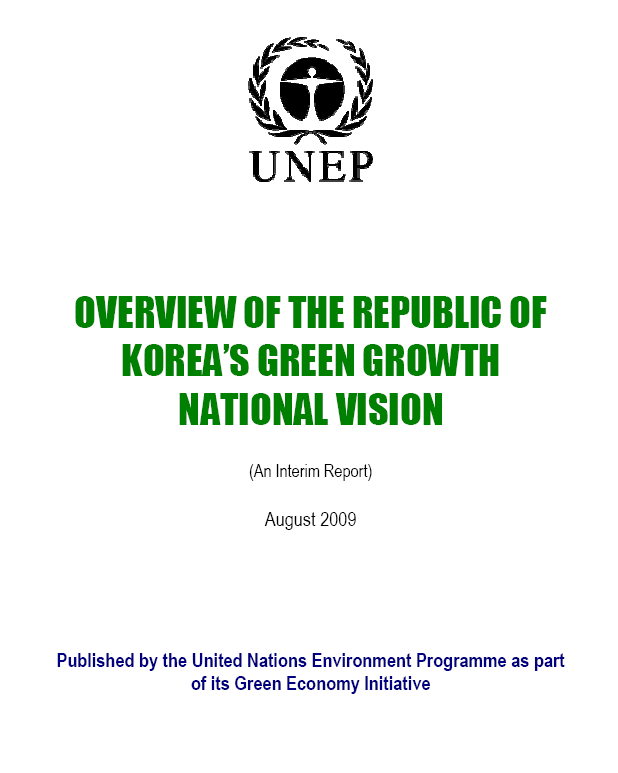 UNEP
OVERVIEW OF THE REPUBLIC OF
KOREA'S GREEN GROWTH
NATIONAL VISION
(An Interim Report)
August 2009
Published by the United Nations Environment Programme as part
of its Green Economy Initiative